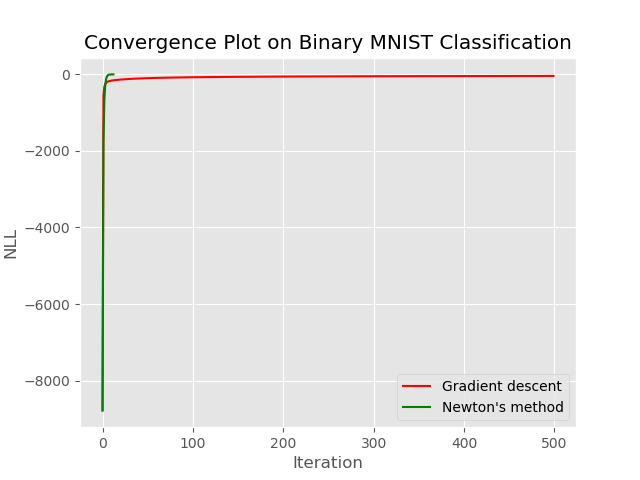 Convergence Plot on Binary MNIST Classification
0
−2000
−4000
−6000
−8000
NLL
Gradient descent
Newton's method
0 100 200 300 400 500
Iteration